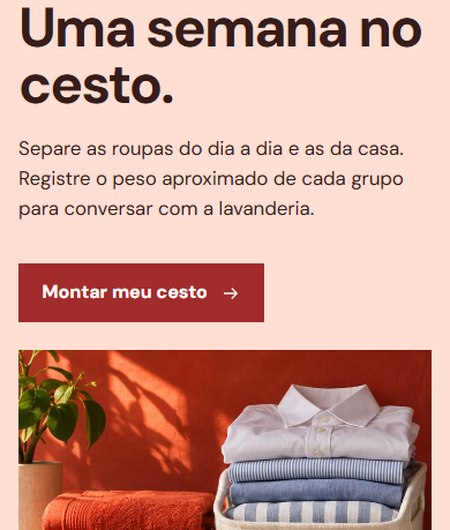 Uma semana no
cesto.
Separe as roupas do dia a dia e as da casa.
Registre o peso aproximado de cada grupo
para conversar com a lavanderia.
Montar meu cesto →